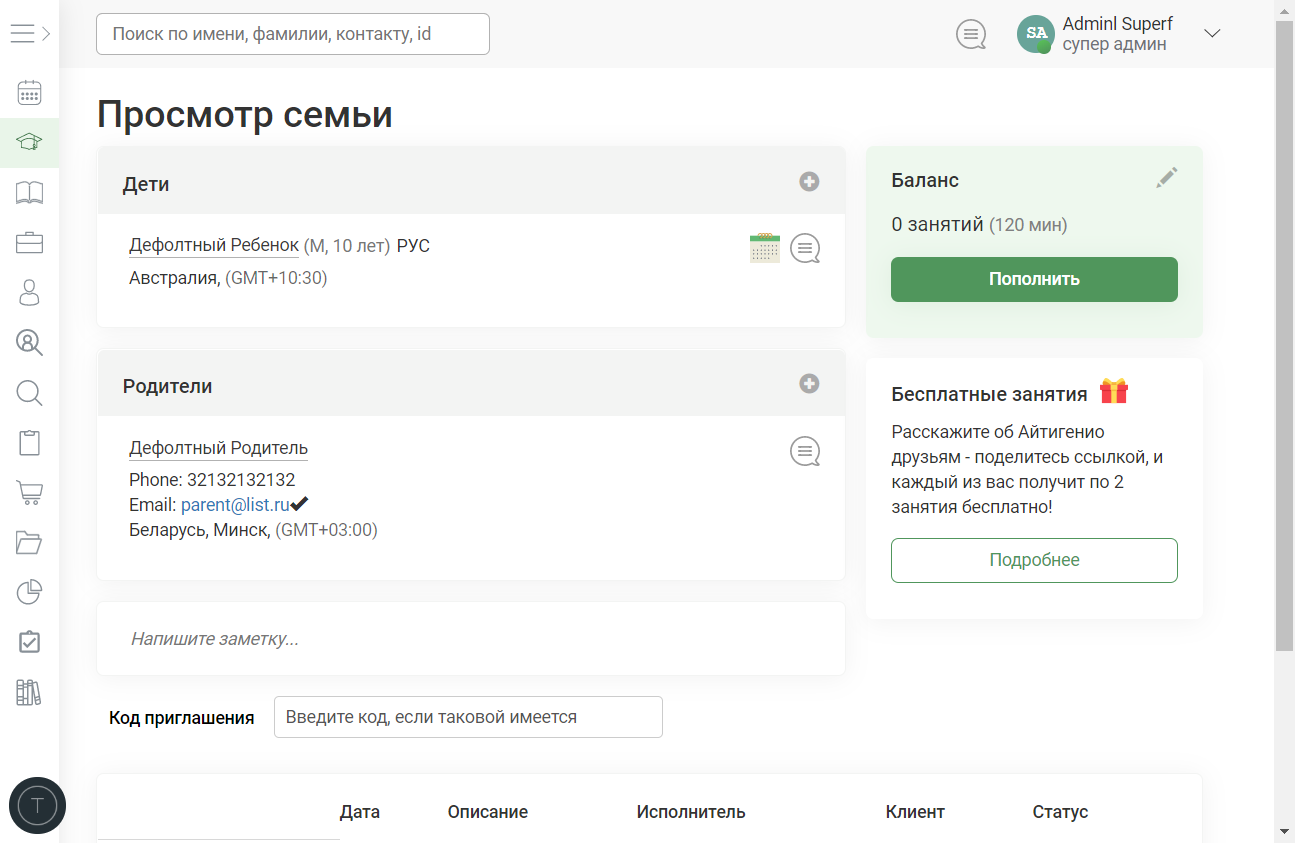 Поиск по имени, фамилии, контакту, id
SA
Adminl Superf
супер админ
Просмотр семьи
Дети
Дефолтный Ребенок (М, 10 лет) РУС
Австралия, (GMT+10:30)
Баланс
0 занятий (120 мин)
Пополнить
Родители
Дефолтный Родитель
Phone: 32132132132
Email: parent@list.ru
Беларусь, Минск, (GMT+03:00)
Бесплатные занятия
Расскажите об Айтигенио
друзьям - поделитесь ссылкой, и
каждый из вас получит по 2
занятия бесплатно!
Подробнее
Напишите заметку...
Код приглашения
Введите код, если таковой имеется
T
Дата Описание Исполнитель Клиент Статус